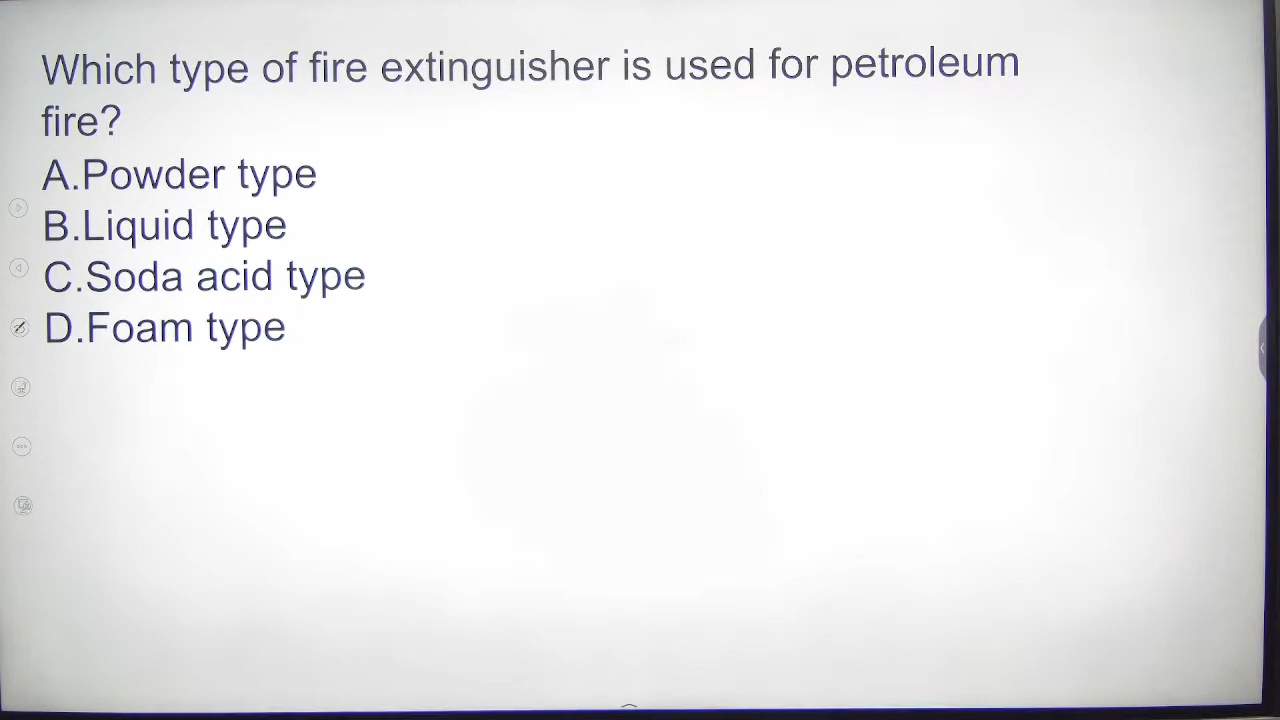 Which type of fire extinguisher is used for petroleum
fire?
A.Powder type
B.Liquid type
C.Soda acid type
D.Foam type